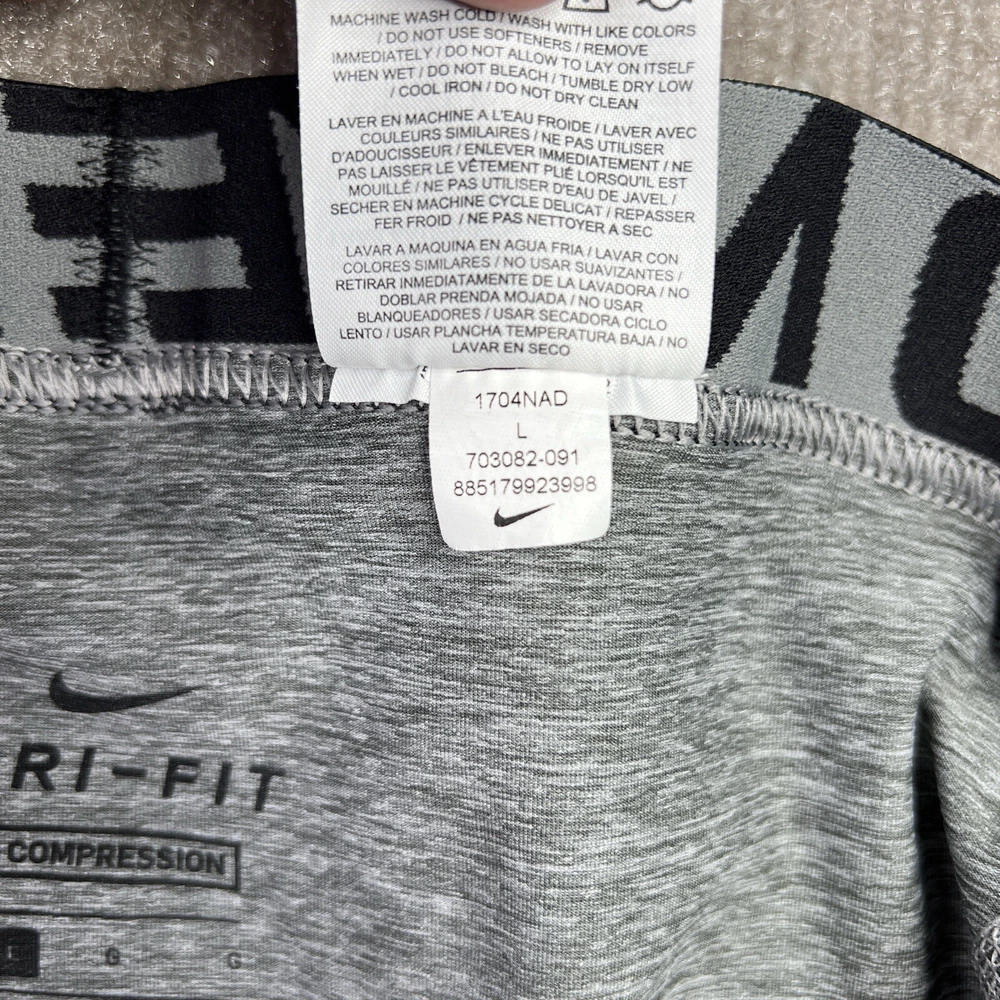 MACHINE WASH COLD / WASH WITH LIKE COLORS
/ DO NOT USE SOFTENERS / REMOVE
IMMEDIATELY / DO NOT ALLOW TO LAY ON ITSELF
WHEN WET / DO NOT BLEACH / TUMBLE DRY LOW
/ COOL IRON / DO NOT DRY CLEAN
LAVER EN MACHINE A L'EAU FROIDE / LAVER AVEC
COULEURS SIMILAIRES / NE PAS UTILISER
D'ADOUCISSEUR / ENLEVER IMMEDIATEMENT / NE
PAS LAISSER LE VÊTEMENT PLIÉ LORSQU'IL EST
MOUILLÉ / NE PAS UTILISER D'EAU DE JAVEL /
SECHER EN MACHINE CYCLE DELICAT / REPASSER
FER FROID / NE PAS NETTOYER A SEC
LAVAR A MAQUINA EN AGUA FRIA / LAVAR CON
COLORES SIMILARES / NO USAR SUAVIZANTES /
RETIRAR INMEDIATAMENTE DE LA LAVADORA / NO
DOBLAR PRENDA MOJADA / NO USAR
BLANQUEADORES / USAR SECADORA CICLO
LENTO / USAR PLANCHA TEMPERATURA BAJA / NO
LAVAR EN SECO
1704NAD
L
703082-091
885179923998
RI-FIT
COMPRESSION
L G G